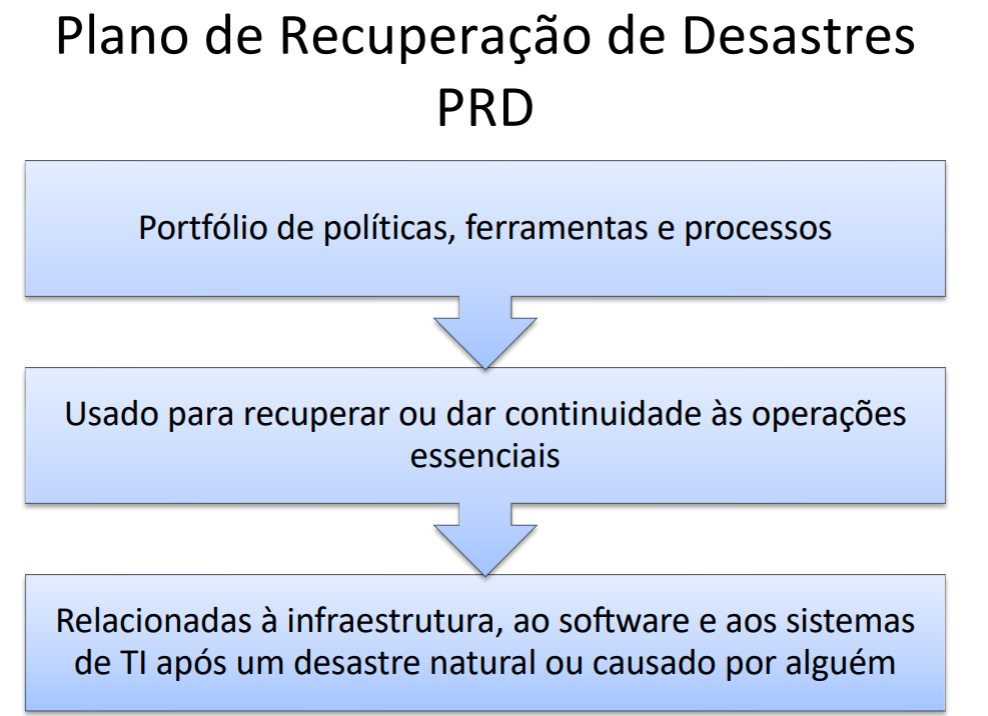 Plano de Recuperação de Desastres
PRD
Portfólio de políticas, ferramentas e processos
Usado para recuperar ou dar continuidade às operações
essenciais
Relacionadas à infraestrutura, ao software e aos sistemas
de TI após um desastre natural ou causado por alguém